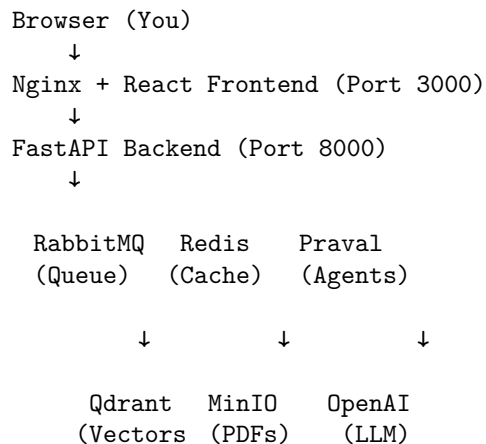 Browser (You)
↓
Nginx + React Frontend (Port 3000)
↓
FastAPI Backend (Port 8000)
↓
RabbitMQ Redis Praval
(Queue) (Cache) (Agents)
↓ ↓ ↓
Qdrant MinIO OpenAI
(Vectors (PDFs) (LLM)